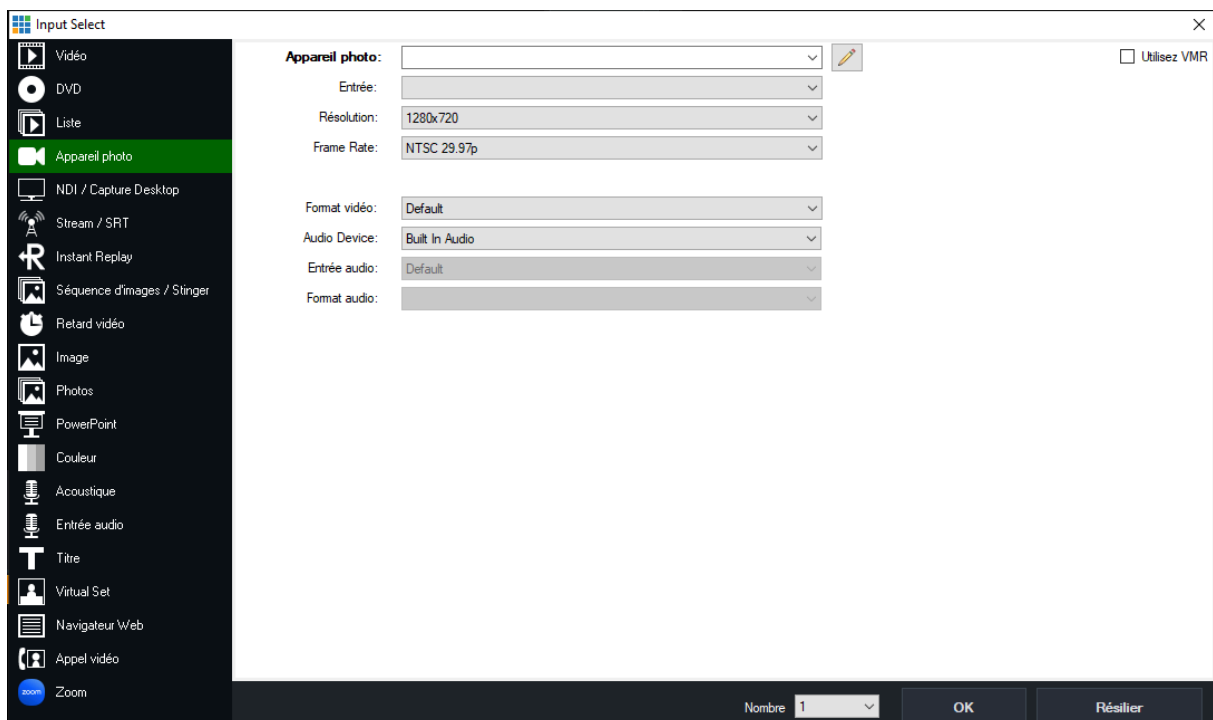 Input Select
Vidéo
DVD
Liste
Appareil photo
NDI / Capture Desktop
Stream / SRT
Instant Replay
Séquence d'images / Stinger
Retard vidéo
Image
Photos
PowerPoint
Couleur
Acoustique
Entrée audio
Titre
Virtual Set
Navigateur Web
Appel vidéo
zoom Zoom
Appareil photo:
Utilisez VMR
Entrée:
Résolution: 1280x720
Frame Rate: NTSC 29.97p
Format vidéo: Default
Audio Device: Built In Audio
Entrée audio: Default
Format audio:
Nombre 1 OK Résilier